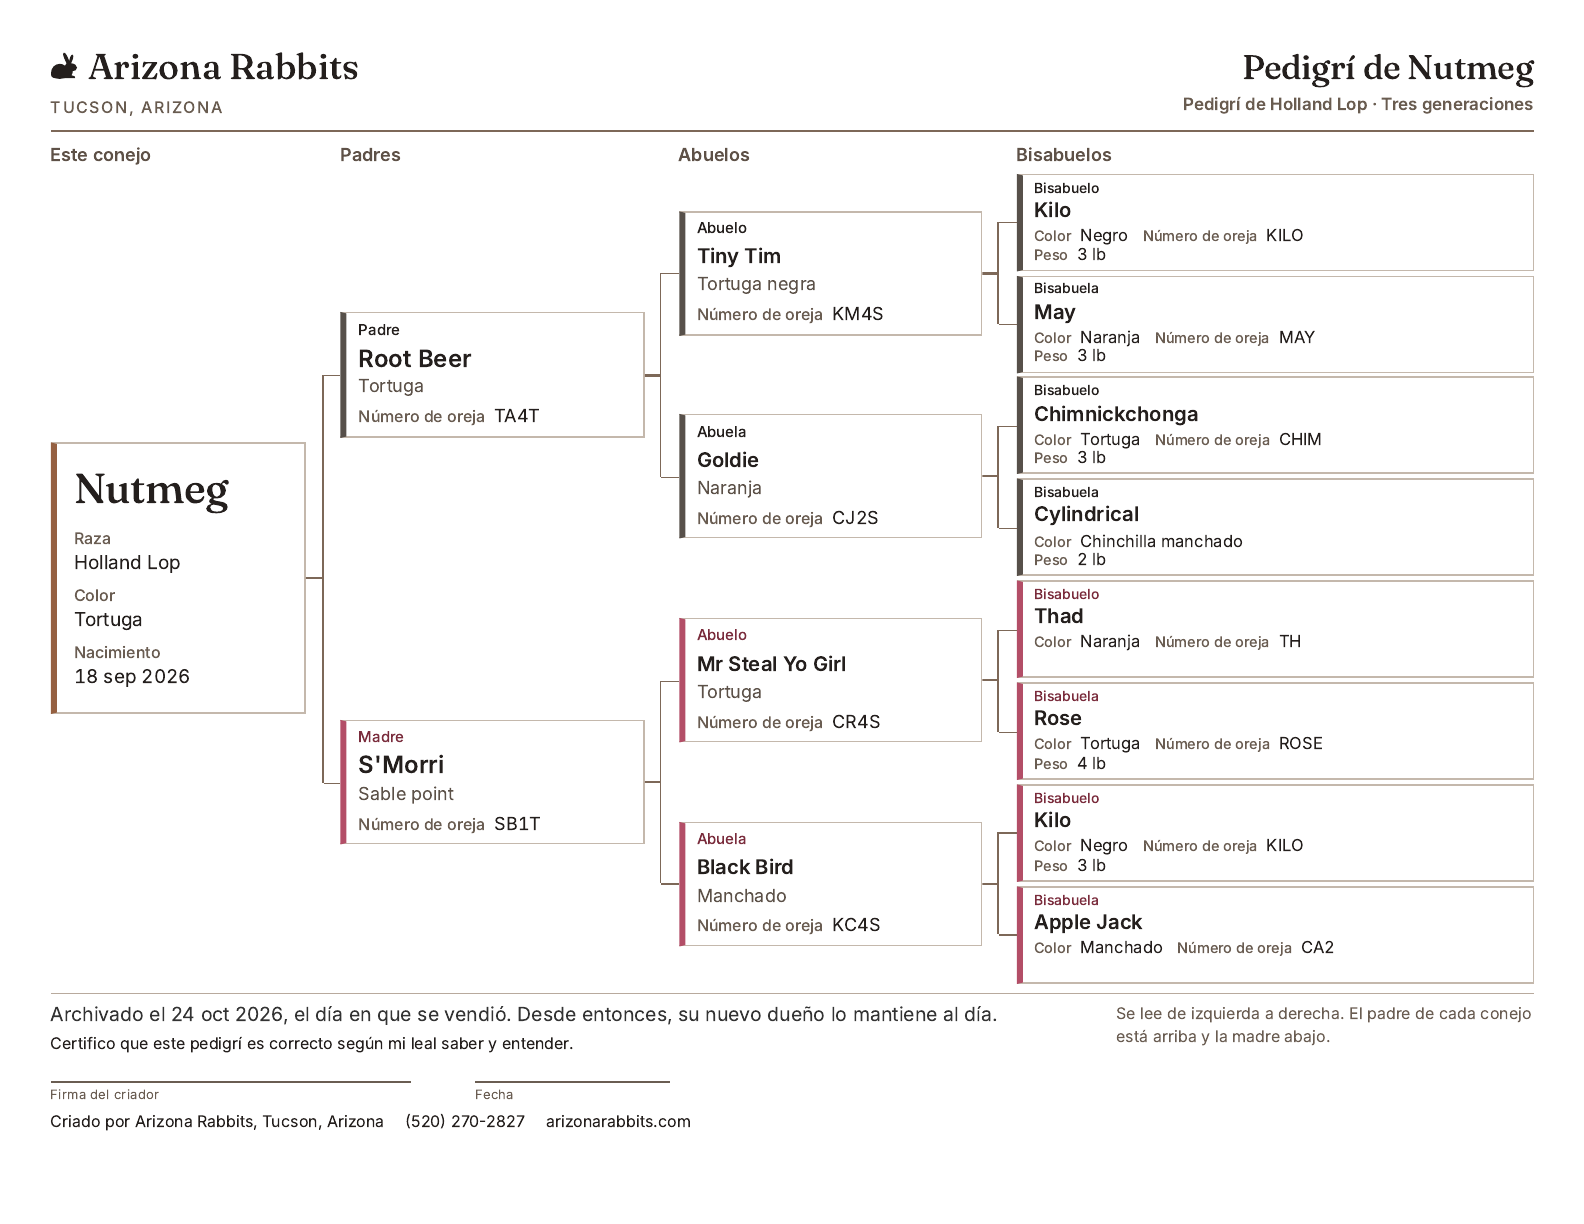 Arizona Rabbits
TUCSON, ARIZONA
Pedigrí de Nutmeg
Pedigrí de Holland Lop · Tres generaciones
Este conejo
Padres
Abuelos
Bisabuelos
Nutmeg
Raza
Holland Lop
Color
Tortuga
Nacimiento
18 sep 2026
Padre
Root Beer
Tortuga
Número de oreja TA4T
Madre
S'Morri
Sable point
Número de oreja SB1T
Abuelo
Tiny Tim
Tortuga negra
Número de oreja KM4S
Abuela
Goldie
Naranja
Número de oreja CJ2S
Abuelo
Mr Steal Yo Girl
Tortuga
Número de oreja CR4S
Abuela
Black Bird
Manchado
Número de oreja KC4S
Bisabuelo
Kilo
Color Negro Número de oreja KILO
Peso 3 lb
Bisabuela
May
Color Naranja Número de oreja MAY
Peso 3 lb
Bisabuelo
Chimnickchonga
Color Tortuga Número de oreja CHIM
Peso 3 lb
Bisabuela
Cylindrical
Color Chinchilla manchado
Peso 2 lb
Bisabuelo
Thad
Color Naranja Número de oreja TH
Bisabuela
Rose
Color Tortuga Número de oreja ROSE
Peso 4 lb
Bisabuelo
Kilo
Color Negro Número de oreja KILO
Peso 3 lb
Bisabuela
Apple Jack
Color Manchado Número de oreja CA2
Archivado el 24 oct 2026, el día en que se vendió. Desde entonces, su nuevo dueño lo mantiene al día.
Certifico que este pedigrí es correcto según mi leal saber y entender.
Se lee de izquierda a derecha. El padre de cada conejo
está arriba y la madre abajo.
Firma del criador
Fecha
Criado por Arizona Rabbits, Tucson, Arizona (520) 270-2827 arizonarabbits.com